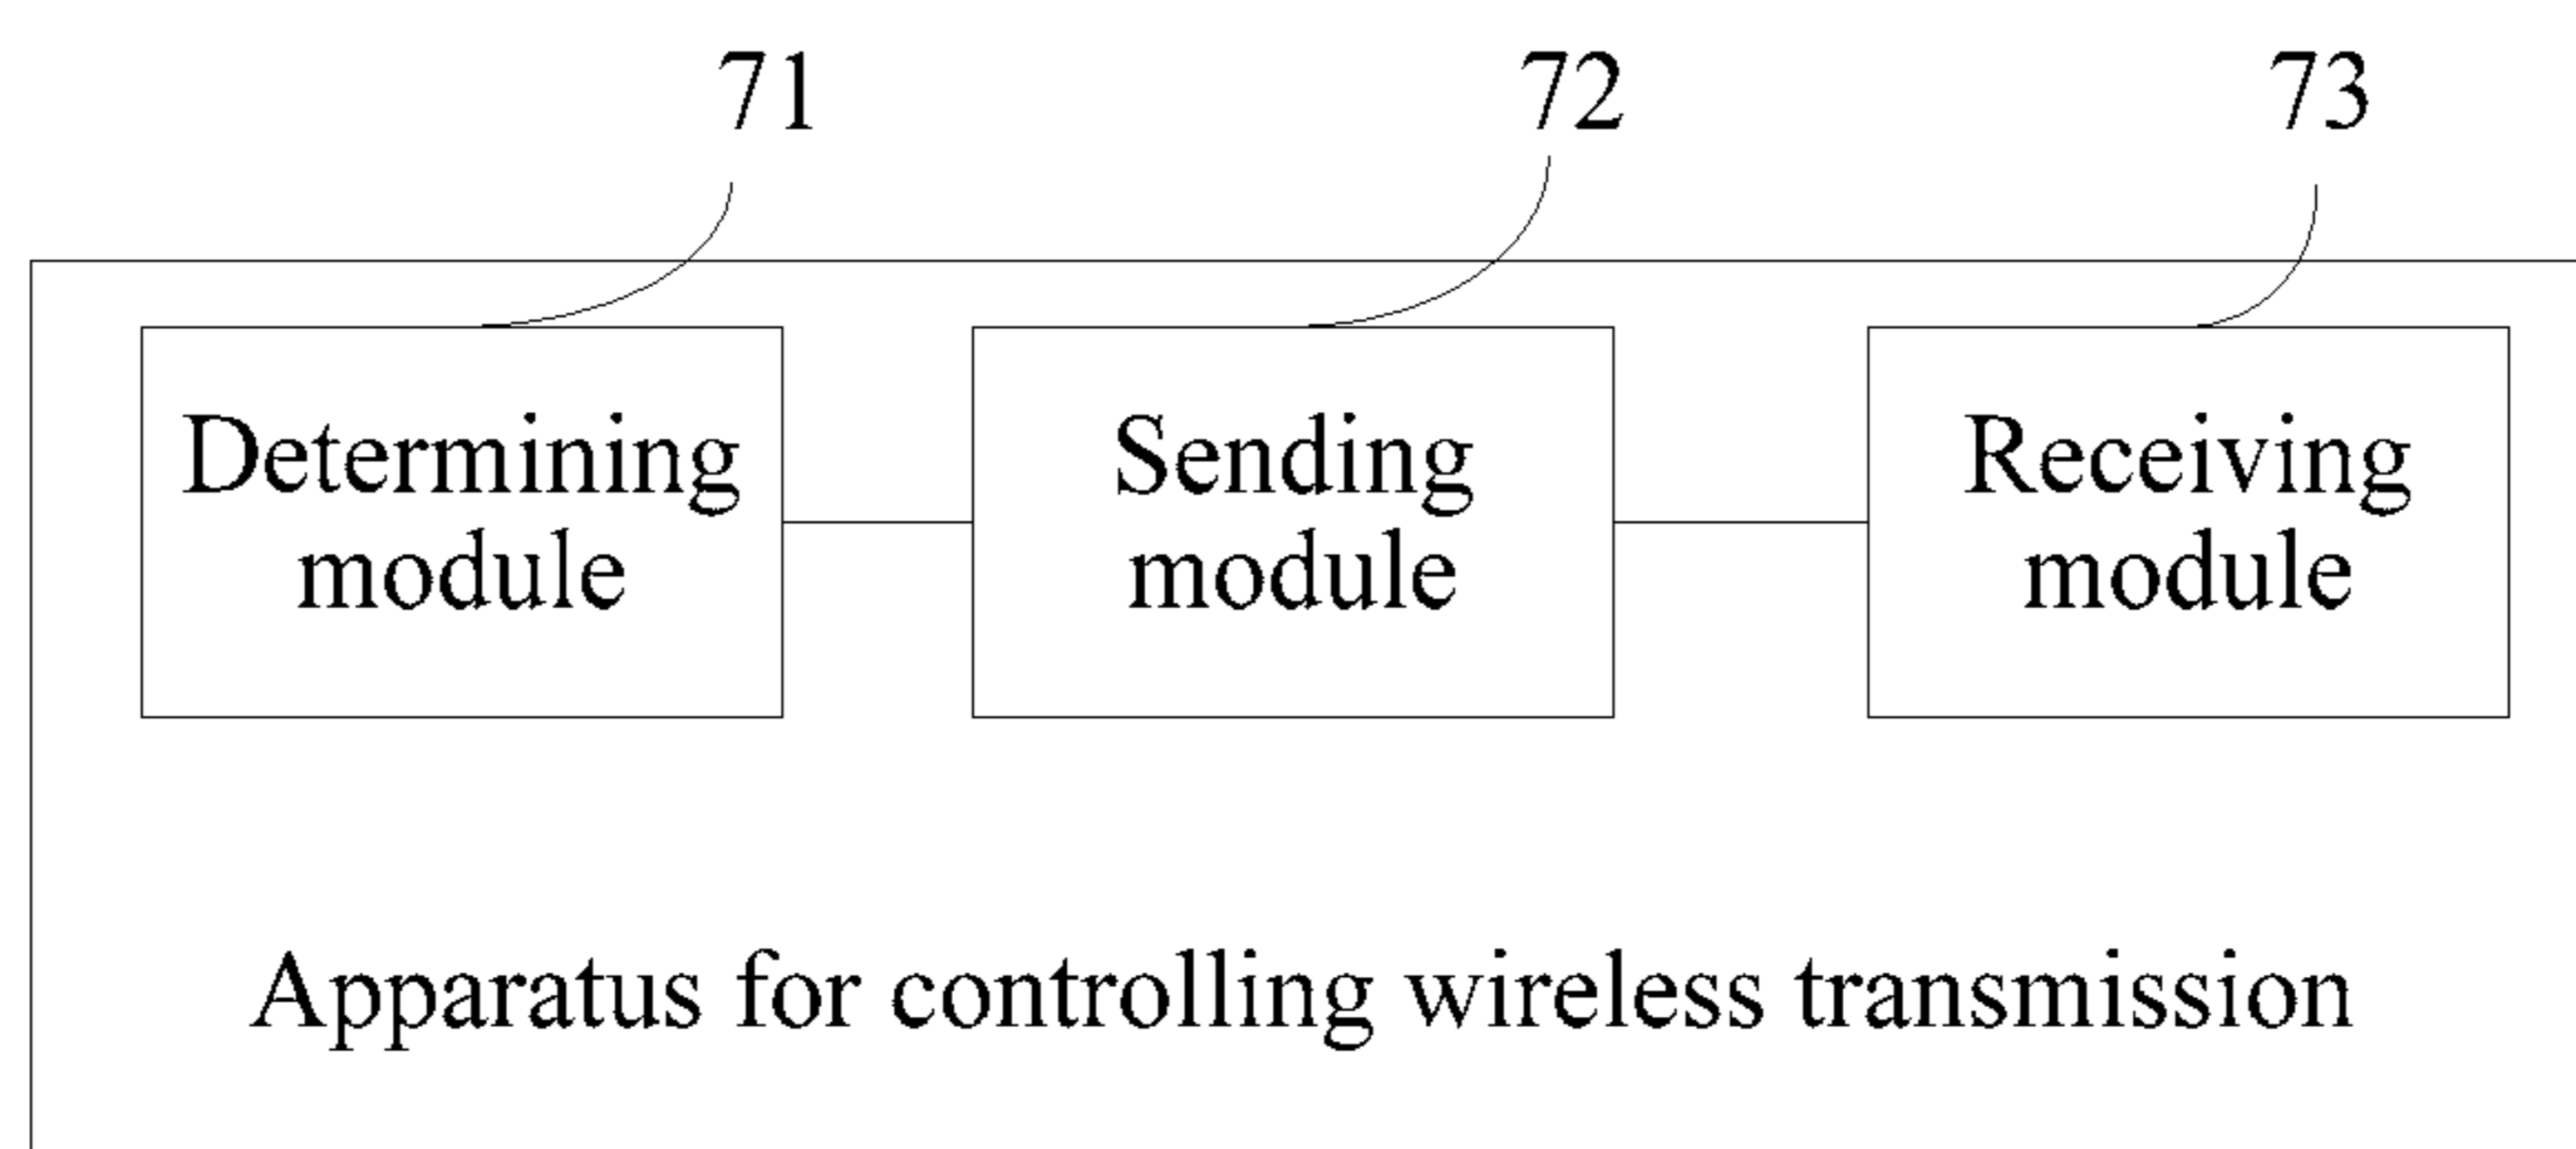 71
72
73
Determining
module
Sending
module
Receiving
module
Apparatus for controlling wireless transmission